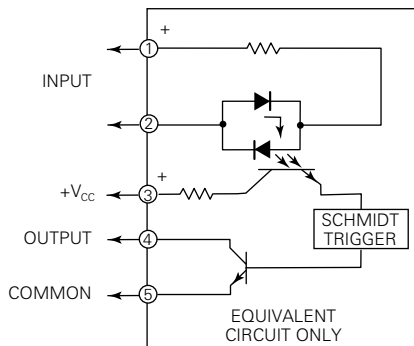 1
+
INPUT
2
+
+VCC
3
SCHMIDT
TRIGGER
OUTPUT
4
COMMON
5
EQUIVALENT
CIRCUIT ONLY